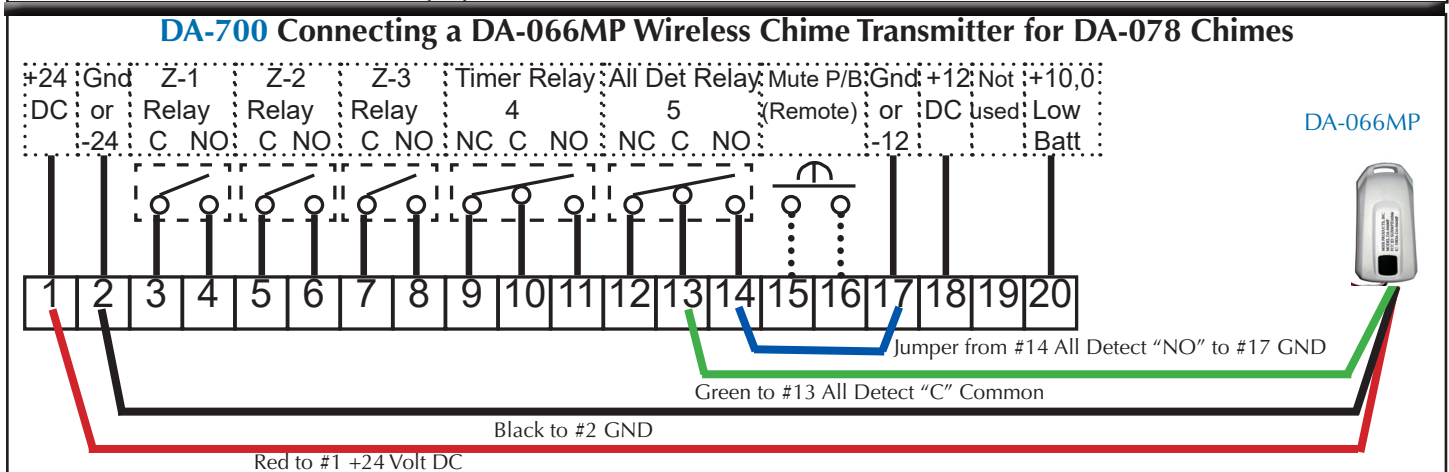 DA-700 Connecting a DA-066MP Wireless Chime Transmitter for DA-078 Chimes
+24 Gnd Z-1 Z-2 Z-3 Timer Relay All Det Relay Mute P/B Gnd +12 Not +10,0
DC or Relay Relay Relay 4 5 (Remote) or DC used Low
-24 C NO C NO C NO NC C NO NC C NO -12 Batt
DA-066MP
1 2 3 4 5 6 7 8 9 10 11 12 13 14 15 16 17 18 19 20
Jumper from #14 All Detect “NO” to #17 GND
Green to #13 All Detect “C” Common
Black to #2 GND
Red to #1 +24 Volt DC